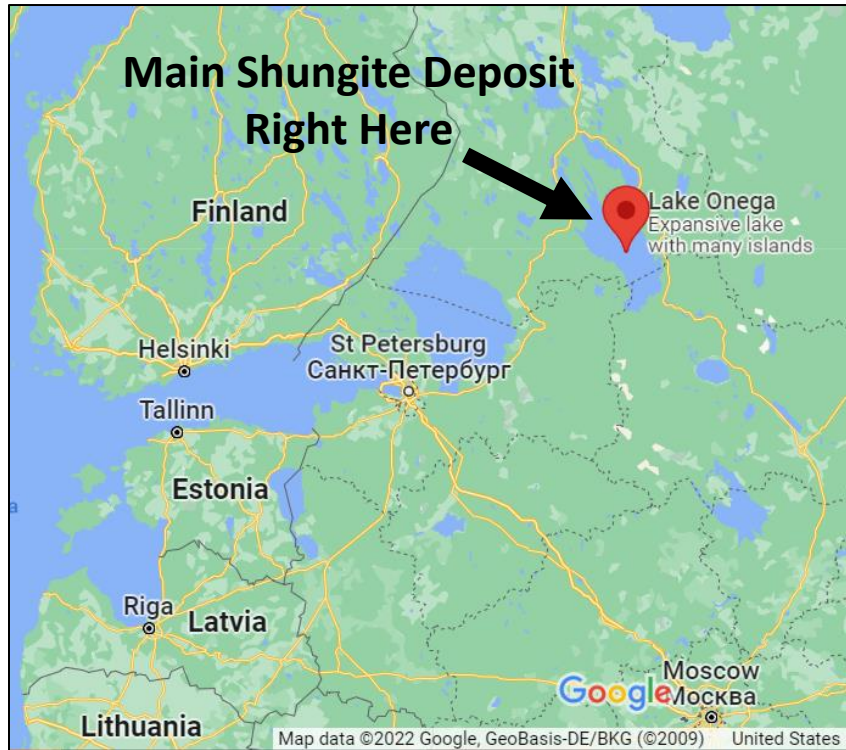 Main Shungite Deposit
Right Here
Lake Onega
Expansive lake
with many islands
Finland
Helsinki
St Petersburg
Санкт-Петербург
Tallinn
Estonia
a
Riga
Latvia
Moscow
Google
Москва
Lithuania
Map data ©2022 Google, GeoBasis-DE/BKG (©2009) United States